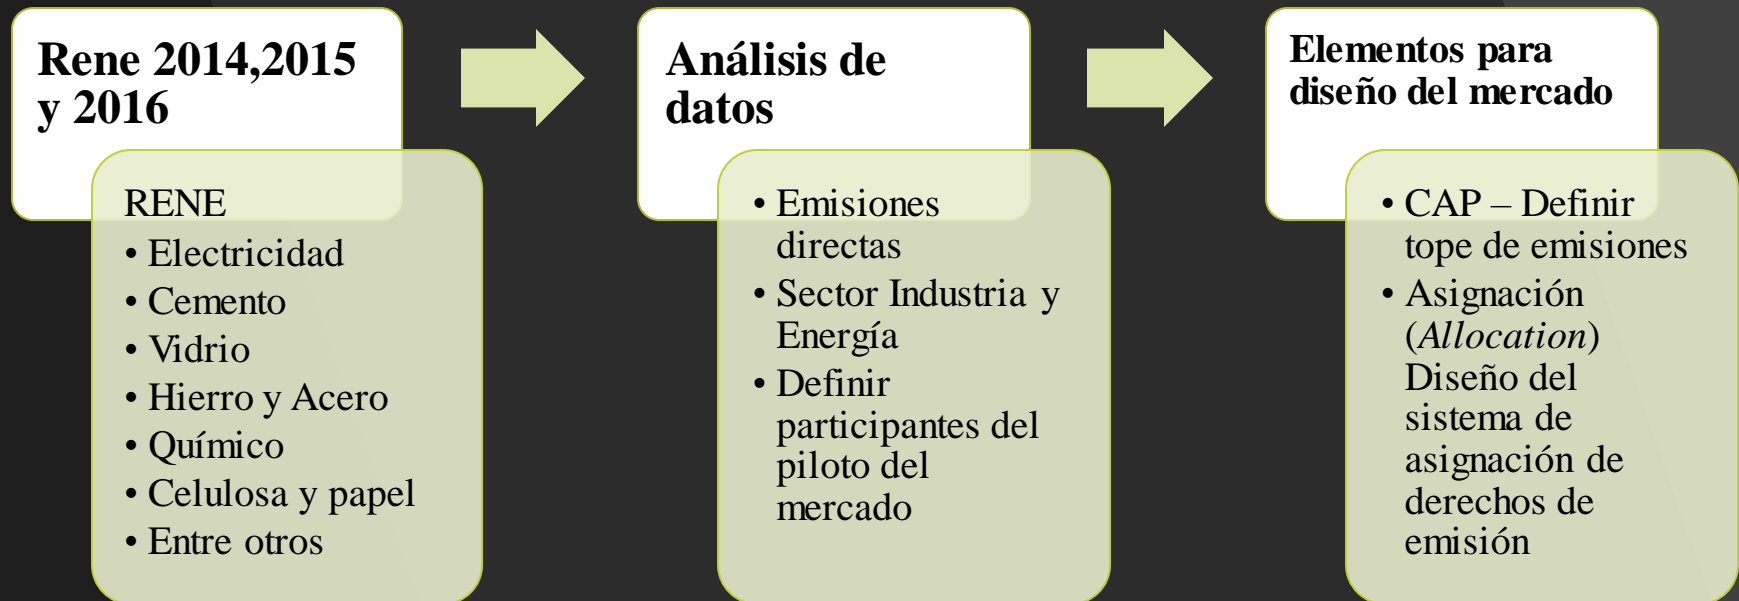 Rene 2014,2015
y 2016
RENE
• Electricidad
• Cemento
• Vidrio
• Hierro y Acero
• Químico
• Celulosa y papel
• Entre otros
Análisis de
datos
• Emisiones
directas
• Sector Industria y
Energía
• Definir
participantes del
piloto del
mercado
Elementos para
diseño del mercado
• CAP – Definir
tope de emisiones
• Asignación
(Allocation)
Diseño del
sistema de
asignación de
derechos de
emisión